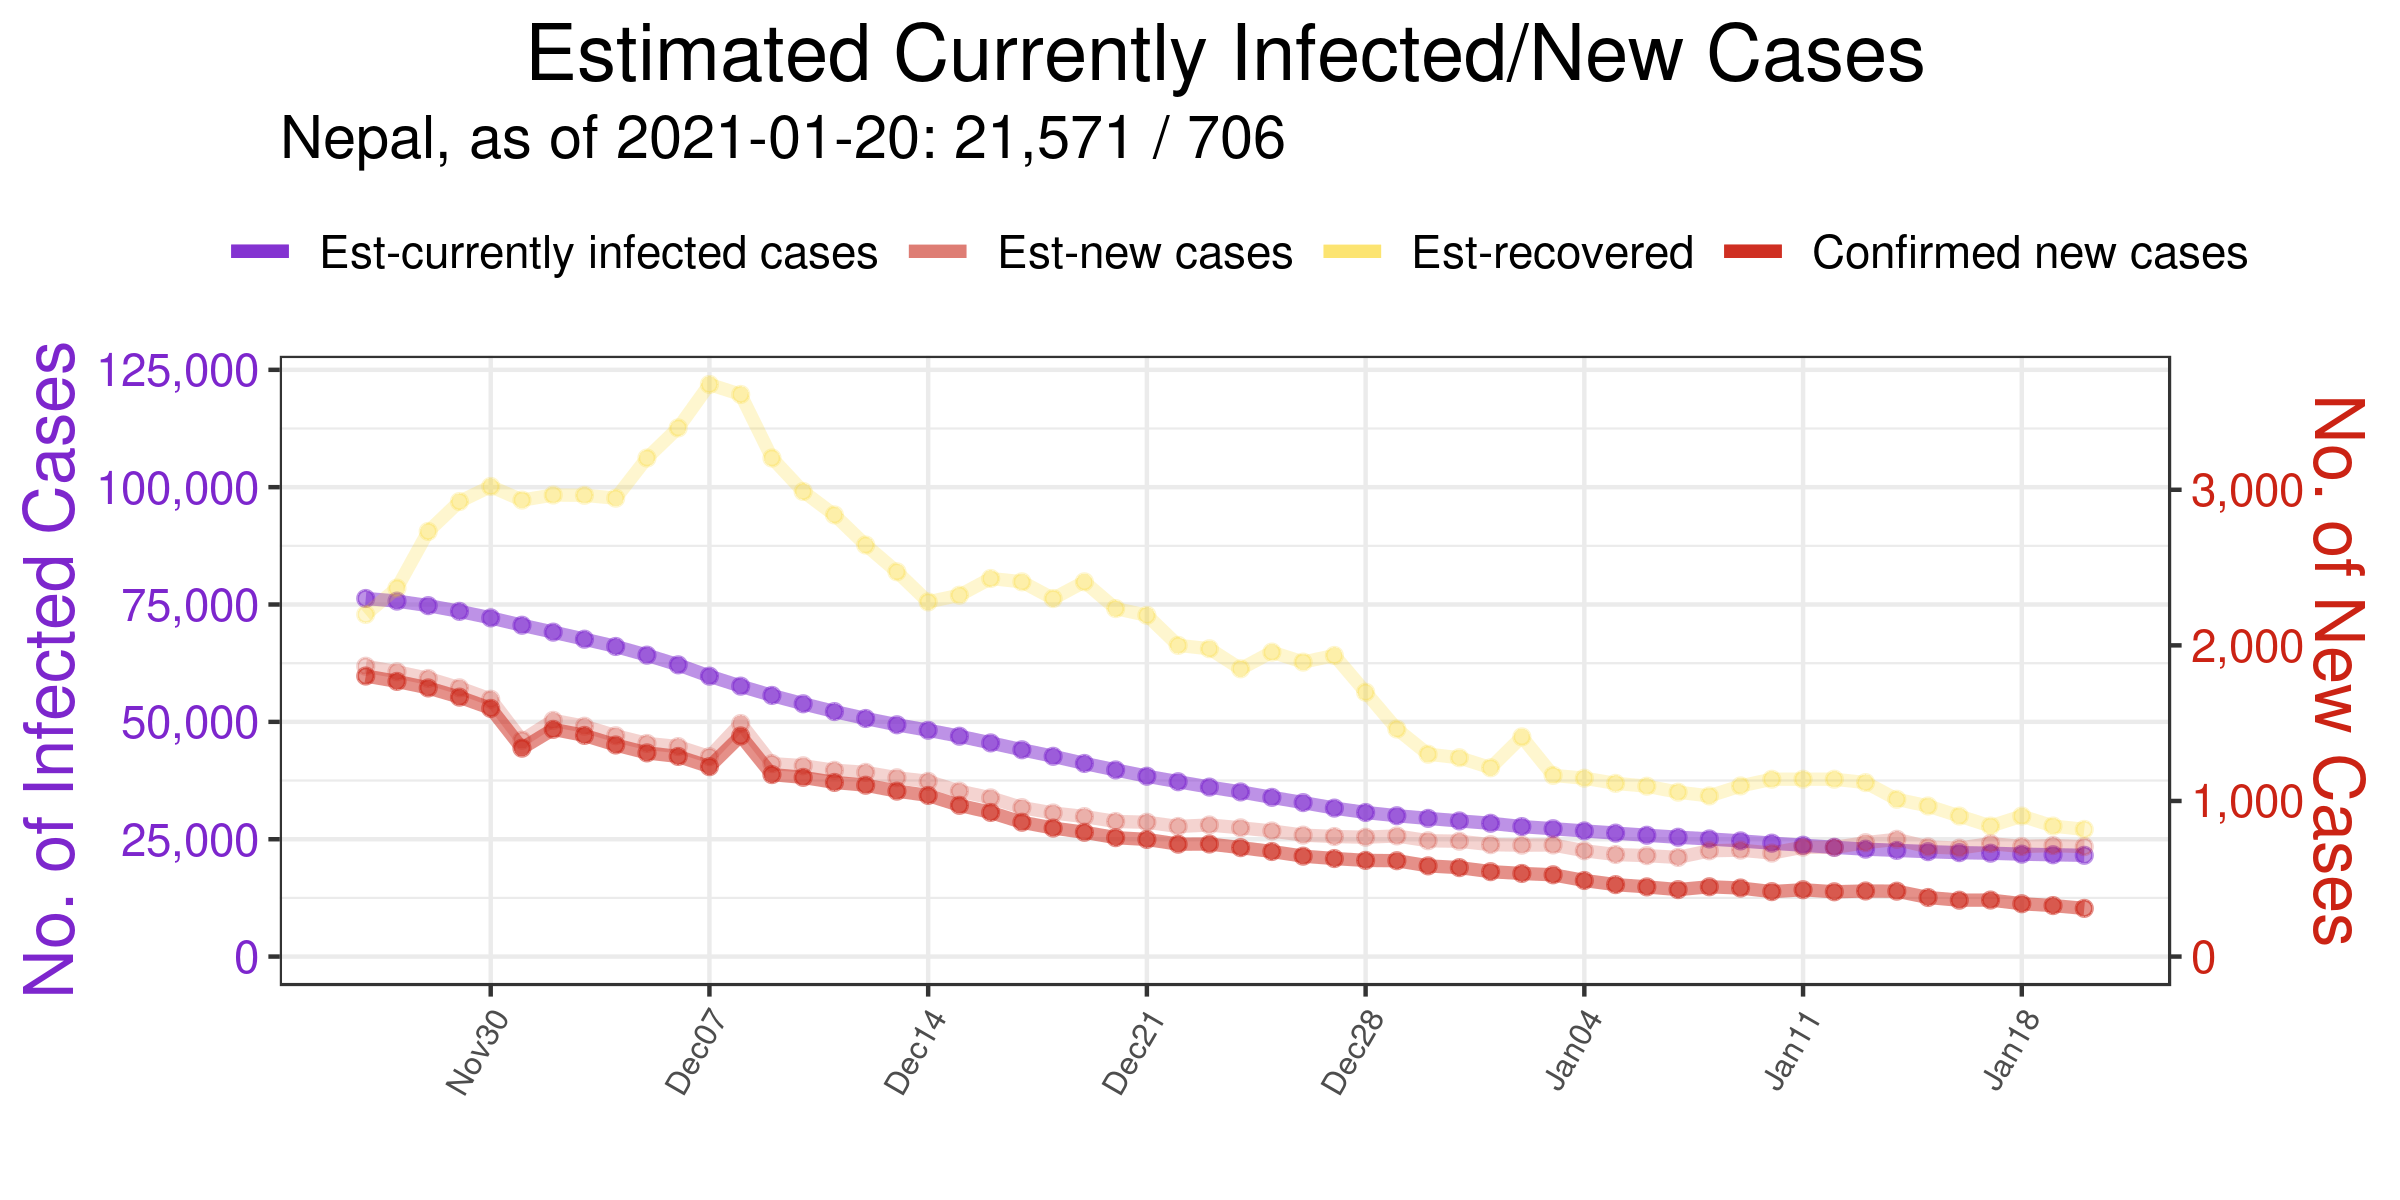 Estimated Currently Infected/New Cases
Nepal, as of 2021-01-20: 21,571 / 706
Est-currently infected cases Est-new cases Est-recovered Confirmed new cases
No. of Infected Cases
125,000
100,000
75,000
50,000
25,000
0
3,000
2,000
1,000
0
No. of New Cases
Nov30 Dec07 Dec14 Dec21 Dec28 Jan04 Jan11 Jan18